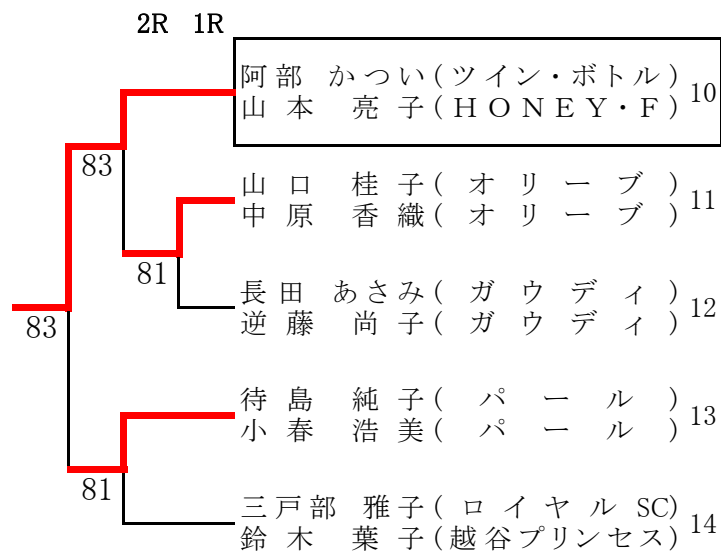 2R 1R
阿部 かつい(ツイン・ボトル)
山本 亮子(HONEY・F)
10
83
山口 桂子(オリーブ)
中原 香織(オリーブ)
11
81
長田 あさみ(ガウディ)
逆藤 尚子(ガウディ)
12
83
待島 純子(パール)
小春 浩美(パール)
13
81
三戸部 雅子(ロイヤルSC)
鈴木 葉子(越谷プリンセス)
14